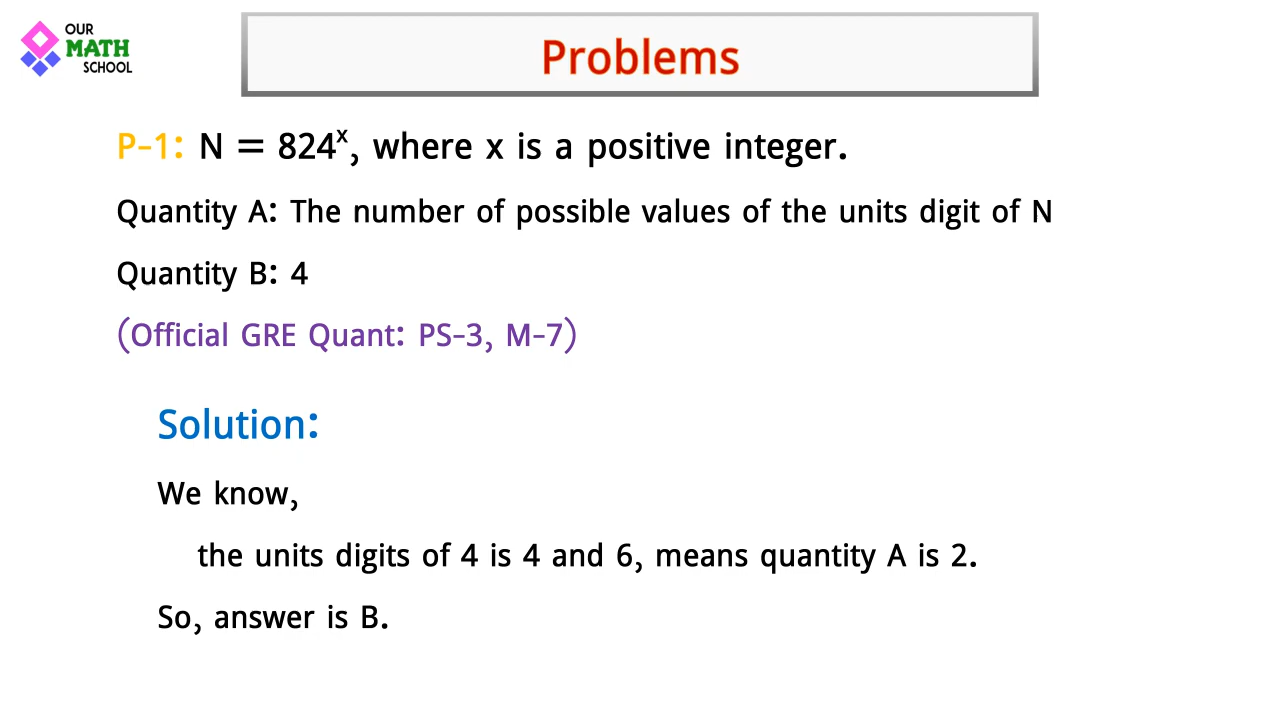 OUR
MATH
SCHOOL
Problems
P-1: N = 824ˣ, where x is a positive integer.
Quantity A: The number of possible values of the units digit of N
Quantity B: 4
(Official GRE Quant: PS-3, M-7)
Solution:
We know,
the units digits of 4 is 4 and 6, means quantity A is 2.
So, answer is B.